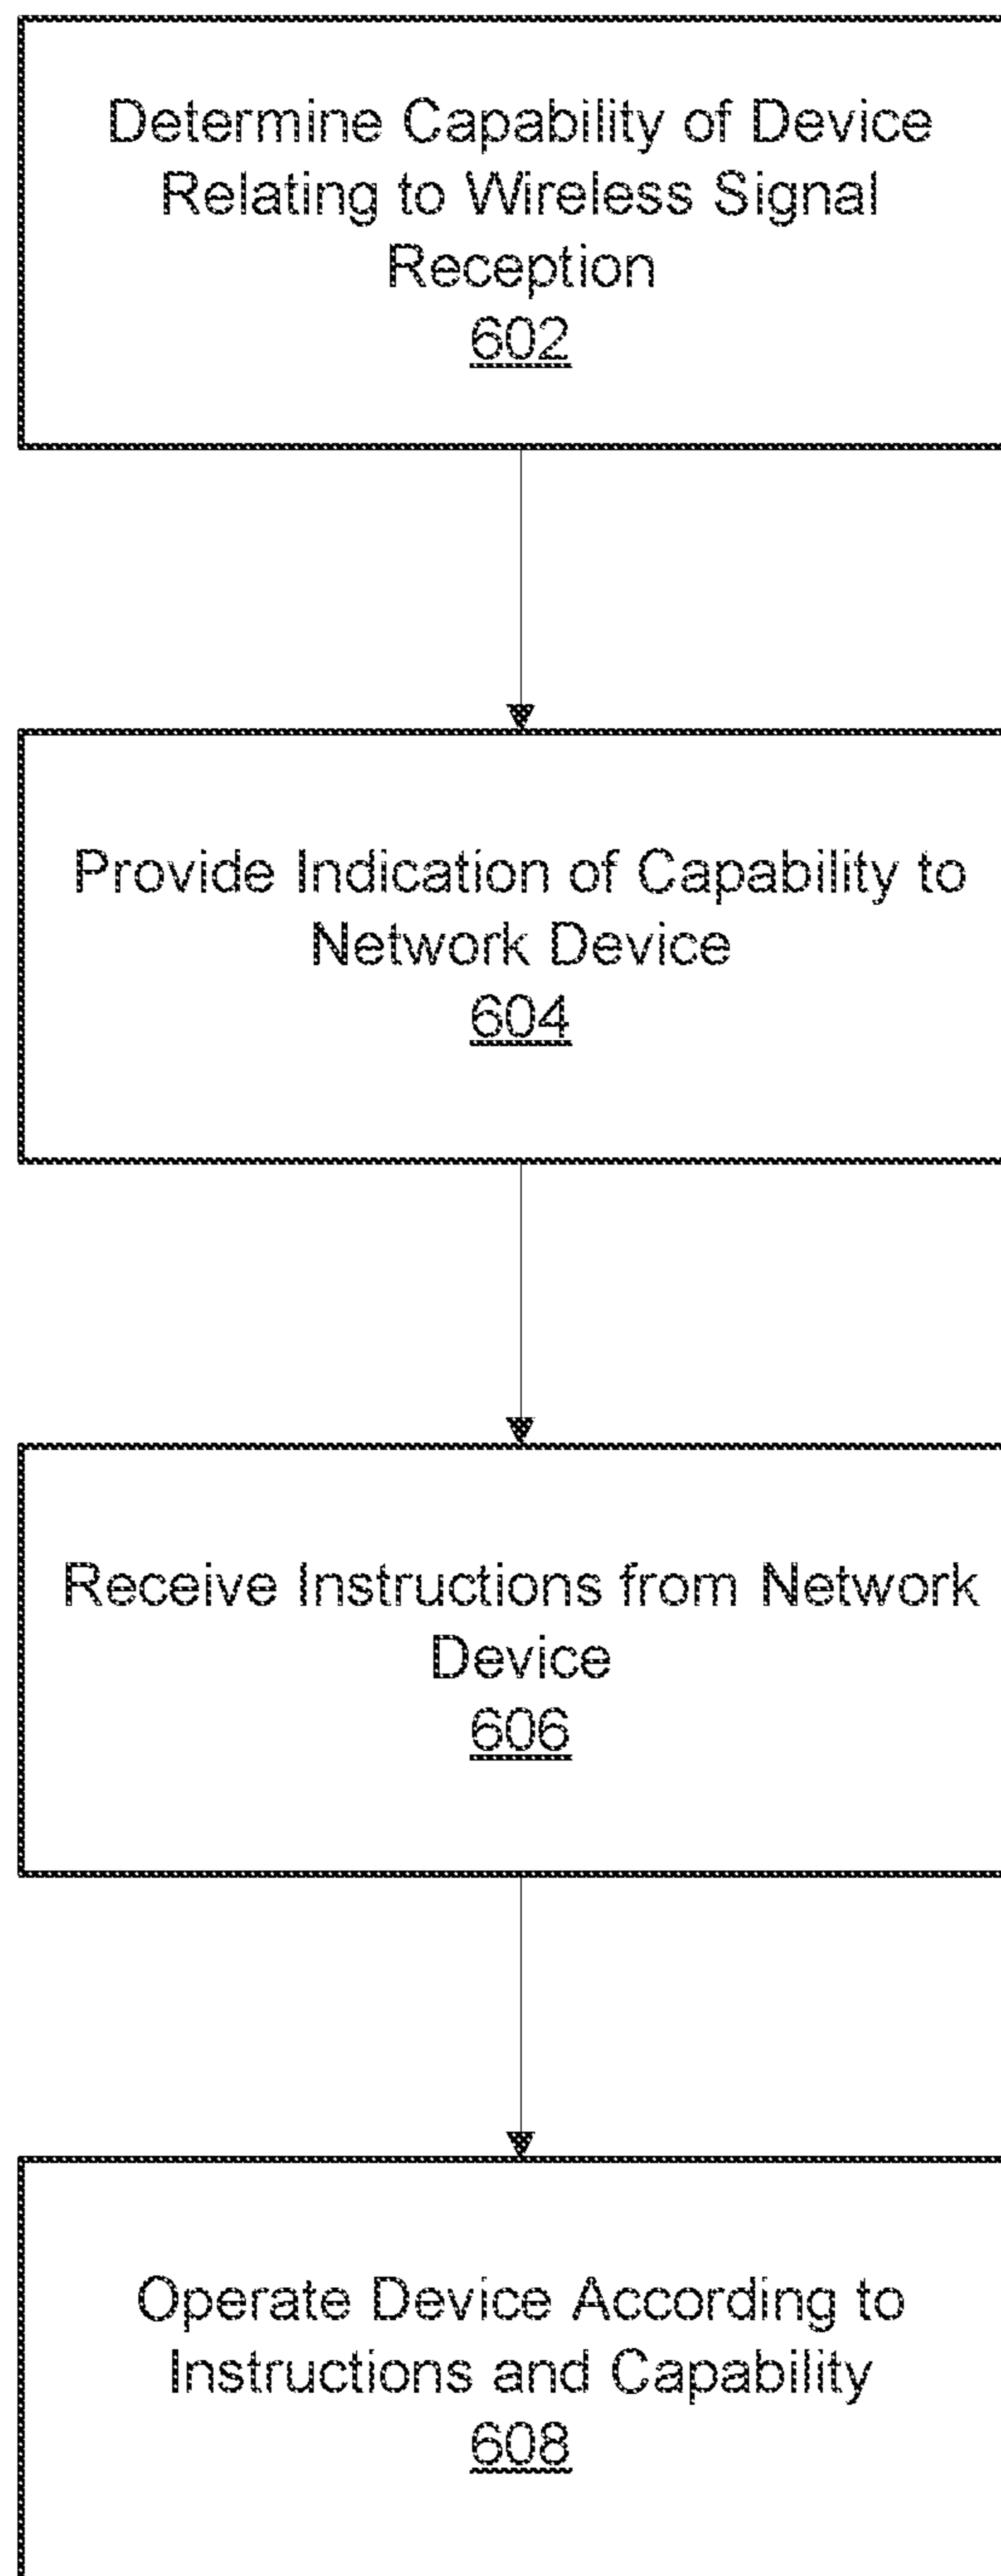 Determine Capability of Device
Relating to Wireless Signal
Reception
602
Provide Indication of Capability to
Network Device
604
Receive Instructions from Network
Device
606
Operate Device According to
Instructions and Capability
608